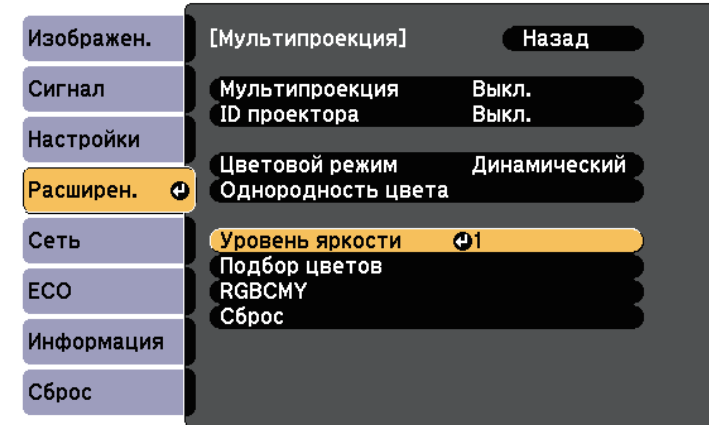 Изображен.
Сигнал
Настройки
Расширен.
Сеть
ECO
Информация
Сброс
[Мультипроекция] Назад
Мультипроекция Выкл.
ID проектора Выкл.
Цветовой режим Динамический
Однородность цвета
Уровень яркости 1
Подбор цветов
RGBCMY
Сброс